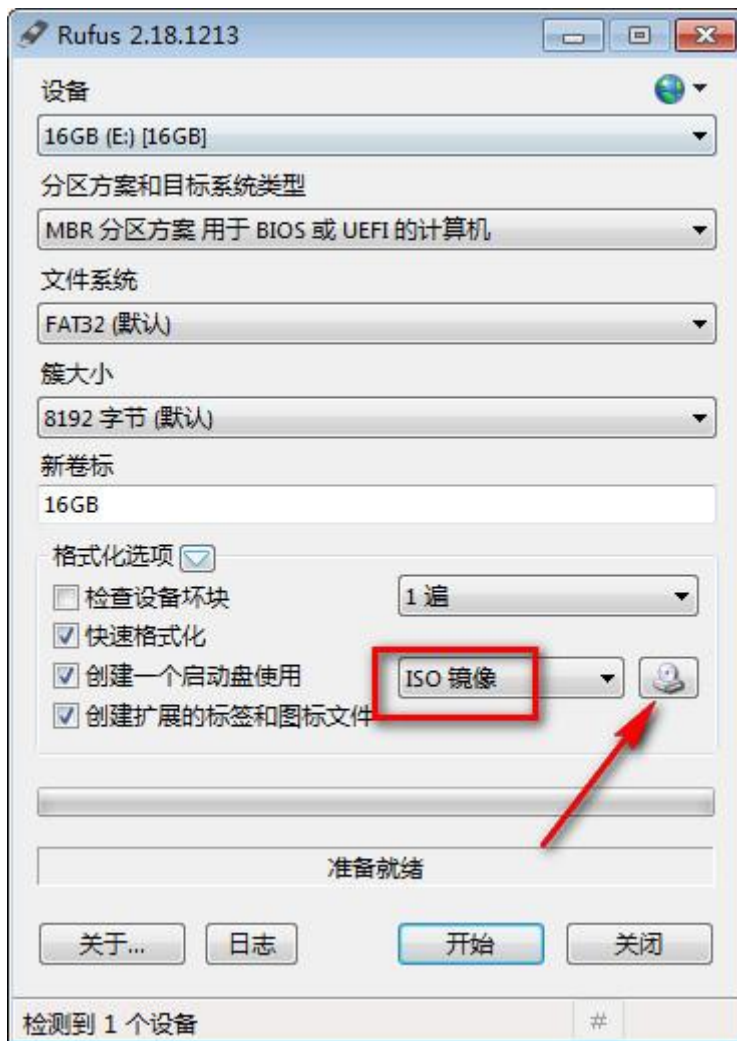 Rufus 2.18.1213
设备
16GB (E:) [16GB]
分区方案和目标系统类型
MBR 分区方案 用于 BIOS 或 UEFI 的计算机
文件系统
FAT32 (默认)
簇大小
8192 字节 (默认)
新卷标
16GB
格式化选项
检查设备坏块 1 遍
快速格式化
创建一个启动盘使用 ISO 镜像
创建扩展的标签和图标文件
准备就绪
关于... 日志 开始 关闭
检测到 1 个设备 #